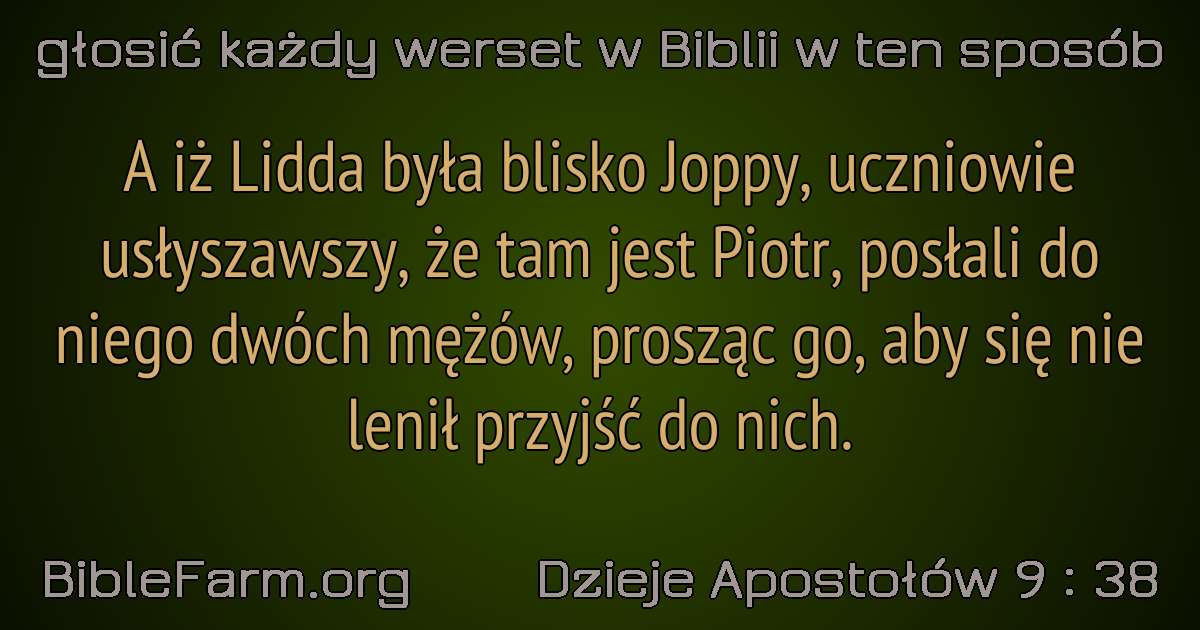 głosić każdy werset w Biblii w ten sposób
A iż Lidda była blisko Joppy, uczniowie
usłyszawszy, że tam jest Piotr, posłali do
niego dwóch mężów, prosząc go, aby się nie
lenił przyjść do nich.
BibleFarm.org
Dzieje Apostołów 9 : 38